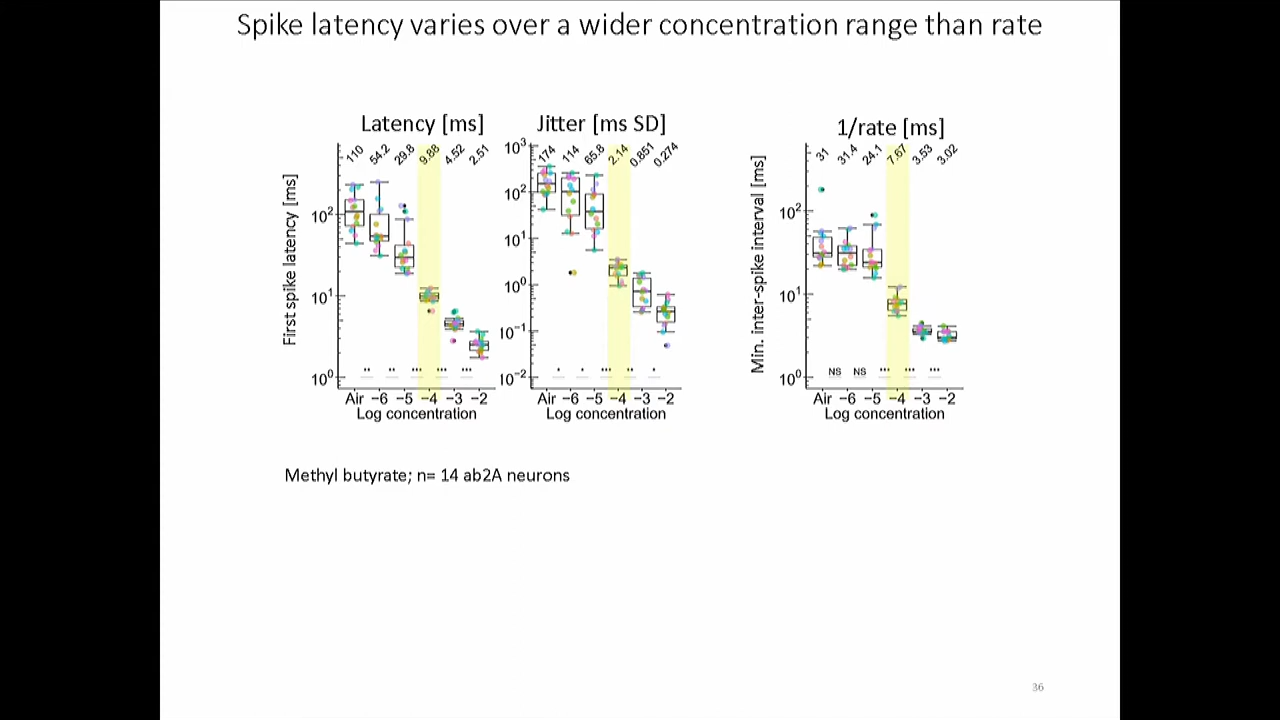 Spike latency varies over a wider concentration range than rate
Latency [ms]
110 54.2 29.8 9.88 4.52 2.51
First spike latency [ms]
10² 10¹ 10⁰
** ** *** *** ***
Air −6 −5 −4 −3 −2
Log concentration
Jitter [ms SD]
174 114 65.8 2.14 0.851 0.274
10³ 10² 10¹ 10⁰ 10⁻¹ 10⁻²
* * *** ** *
Air −6 −5 −4 −3 −2
Log concentration
1/rate [ms]
31 31.4 24.1 7.67 3.53 3.02
Min. inter-spike interval [ms]
10² 10¹ 10⁰
NS NS *** *** ***
Air −6 −5 −4 −3 −2
Log concentration
Methyl butyrate; n= 14 ab2A neurons
36